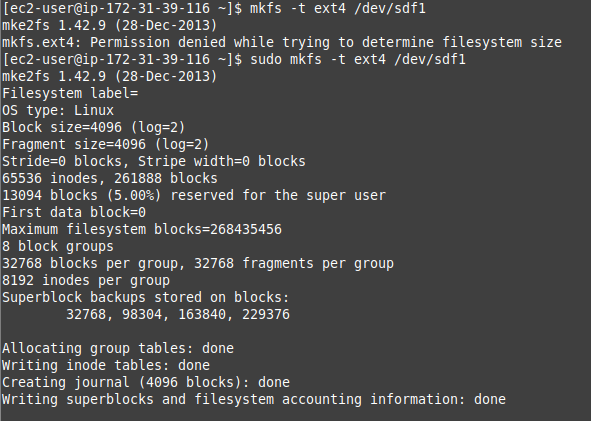 [ec2-user@ip-172-31-39-116 ~]$ mkfs -t ext4 /dev/sdf1
mke2fs 1.42.9 (28-Dec-2013)
mkfs.ext4: Permission denied while trying to determine filesystem size
[ec2-user@ip-172-31-39-116 ~]$ sudo mkfs -t ext4 /dev/sdf1
mke2fs 1.42.9 (28-Dec-2013)
Filesystem label=
OS type: Linux
Block size=4096 (log=2)
Fragment size=4096 (log=2)
Stride=0 blocks, Stripe width=0 blocks
65536 inodes, 261888 blocks
13094 blocks (5.00%) reserved for the super user
First data block=0
Maximum filesystem blocks=268435456
8 block groups
32768 blocks per group, 32768 fragments per group
8192 inodes per group
Superblock backups stored on blocks:
        32768, 98304, 163840, 229376

Allocating group tables: done
Writing inode tables: done
Creating journal (4096 blocks): done
Writing superblocks and filesystem accounting information: done